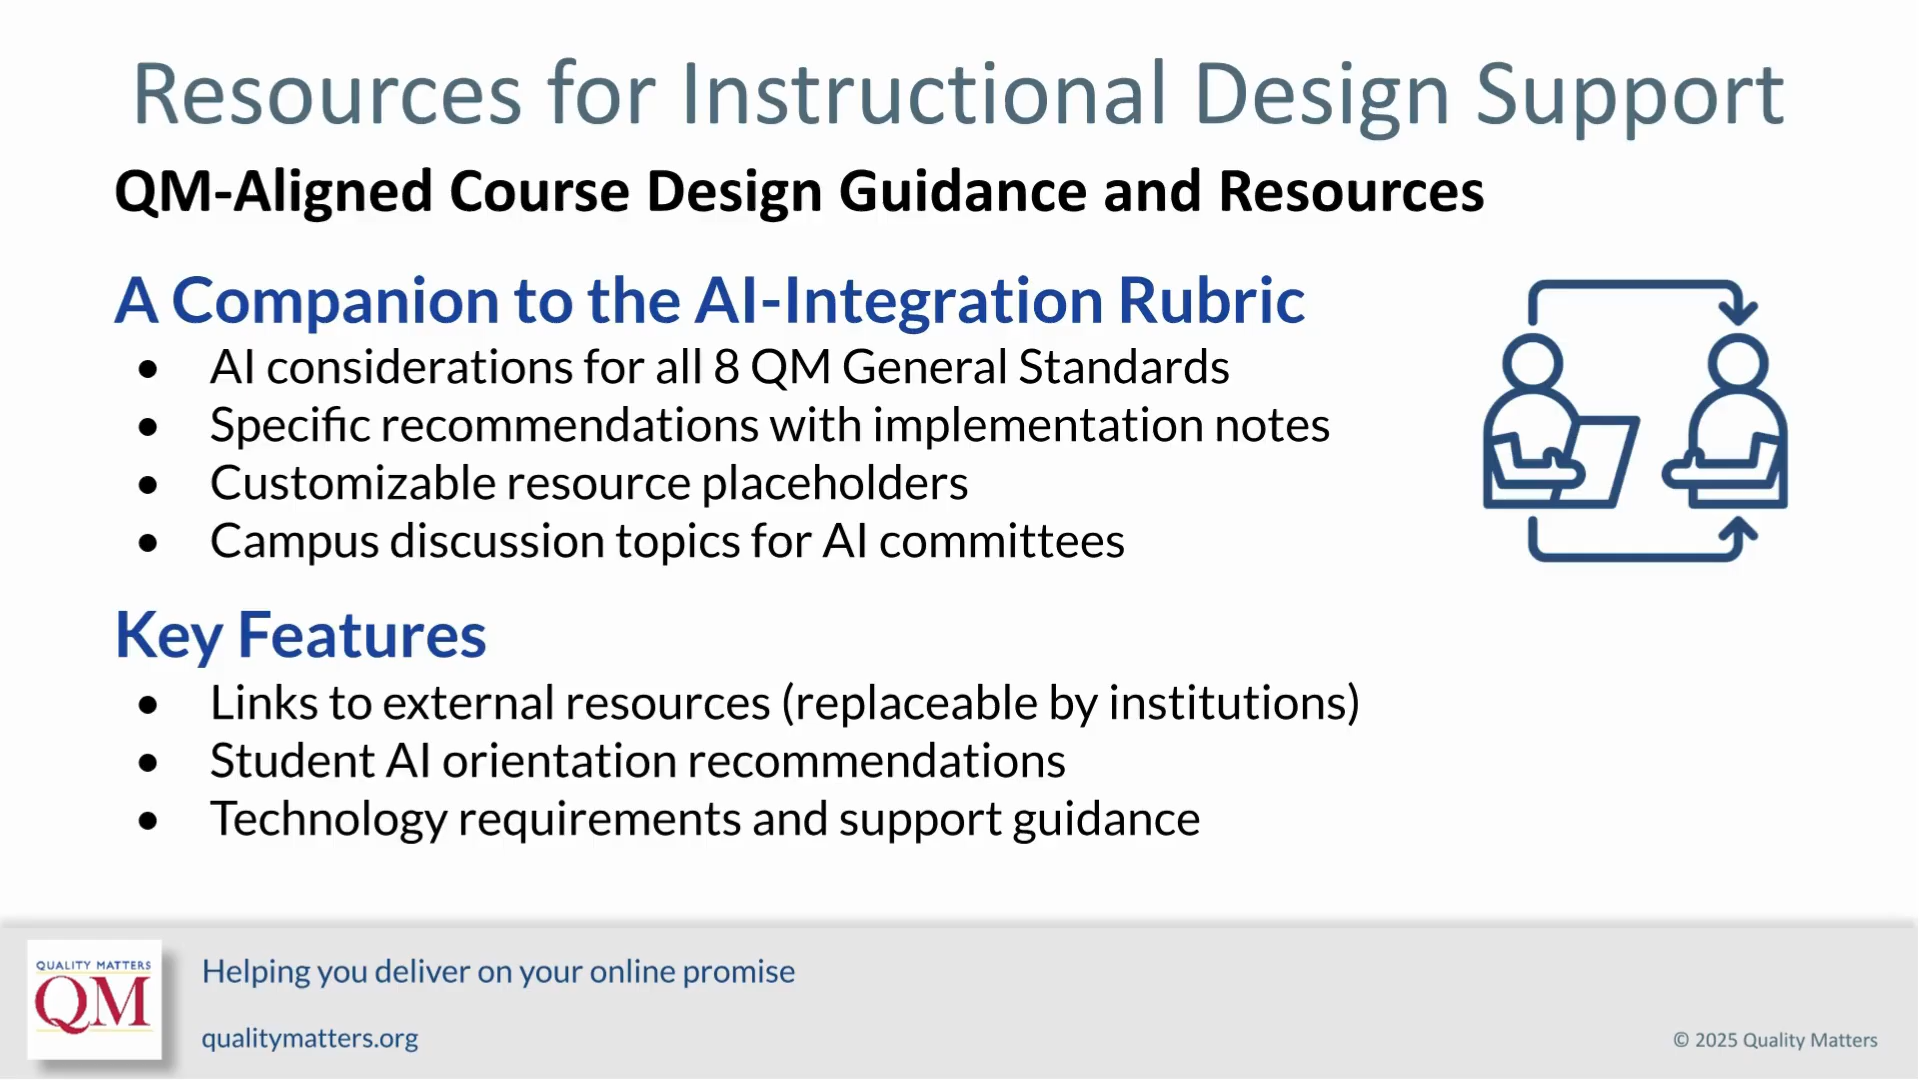 Resources for Instructional Design Support
QM-Aligned Course Design Guidance and Resources
A Companion to the AI-Integration Rubric
● AI considerations for all 8 QM General Standards
● Specific recommendations with implementation notes
● Customizable resource placeholders
● Campus discussion topics for AI committees
Key Features
● Links to external resources (replaceable by institutions)
● Student AI orientation recommendations
● Technology requirements and support guidance
QUALITY MATTERS
QM
Helping you deliver on your online promise
qualitymatters.org
© 2025 Quality Matters